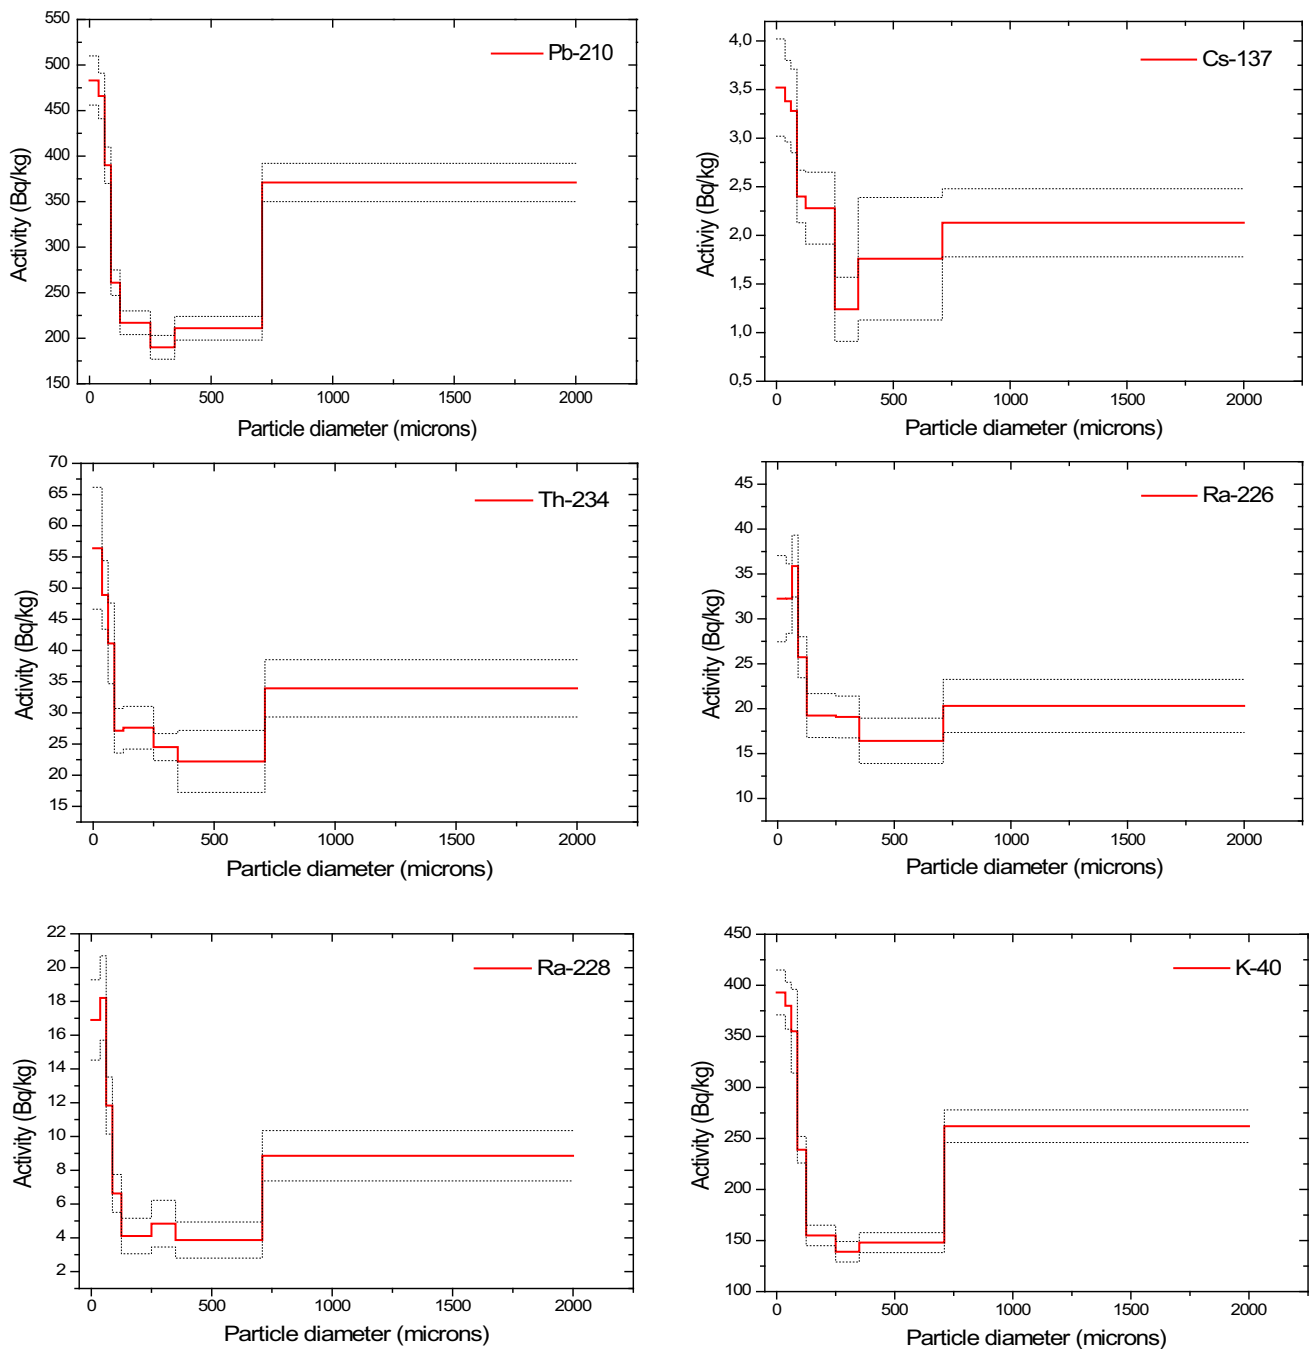 550
500
450
400
350
300
250
200
150
Pb-210
Activity (Bq/kg)
0 500 1000 1500 2000
Particle diameter (microns)
4,0
3,5
3,0
2,5
2,0
1,5
1,0
0,5
Cs-137
Activiy (Bq/kg)
0 500 1000 1500 2000
Particle diameter (microns)
70
65
60
55
50
45
40
35
30
25
20
15
Th-234
Activity (Bq/kg)
0 500 1000 1500 2000
Particle diameter (microns)
45
40
35
30
25
20
15
10
Ra-226
Activity (Bq/kg)
0 500 1000 1500 2000
Particle diameter (microns)
22
20
18
16
14
12
10
8
6
4
2
Ra-228
Activity (Bq/kg)
0 500 1000 1500 2000
Particle diameter (microns)
450
400
350
300
250
200
150
100
K-40
Activity (Bq/kg)
0 500 1000 1500 2000
Particle diameter (microns)